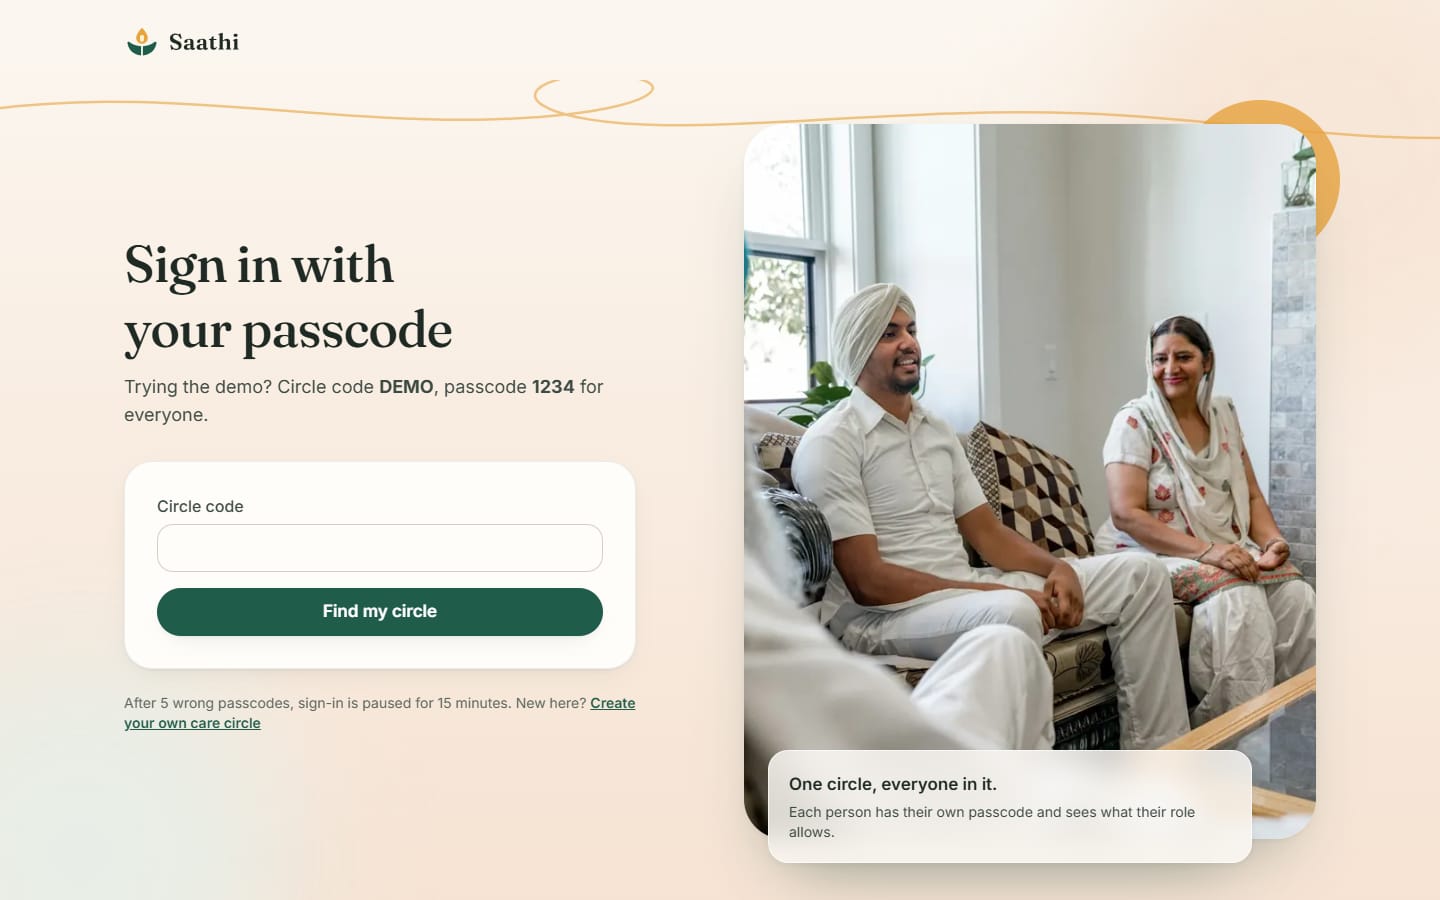 Saathi
Sign in with
your passcode
Trying the demo? Circle code DEMO, passcode 1234 for
everyone.
Circle code
Find my circle
After 5 wrong passcodes, sign-in is paused for 15 minutes. New here? Create
your own care circle
One circle, everyone in it.
Each person has their own passcode and sees what their role
allows.